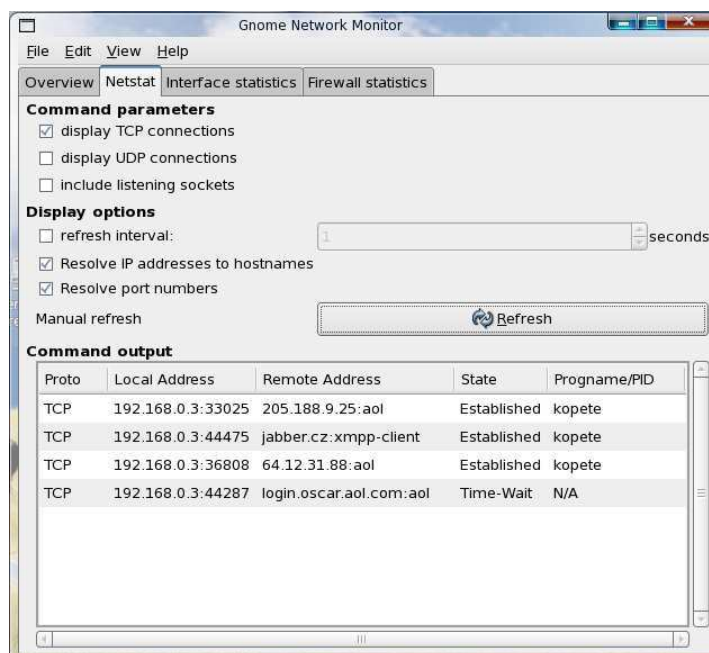 Gnome Network Monitor
File Edit View Help
Overview Netstat Interface statistics Firewall statistics
Command parameters
display TCP connections
display UDP connections
include listening sockets
Display options
refresh interval: 1 seconds
Resolve IP addresses to hostnames
Resolve port numbers
Manual refresh Refresh
Command output
Proto Local Address Remote Address State Progname/PID
TCP 192.168.0.3:33025 205.188.9.25:aol Established kopete
TCP 192.168.0.3:44475 jabber.cz:xmpp-client Established kopete
TCP 192.168.0.3:36808 64.12.31.88:aol Established kopete
TCP 192.168.0.3:44287 login.oscar.aol.com:aol Time-Wait N/A